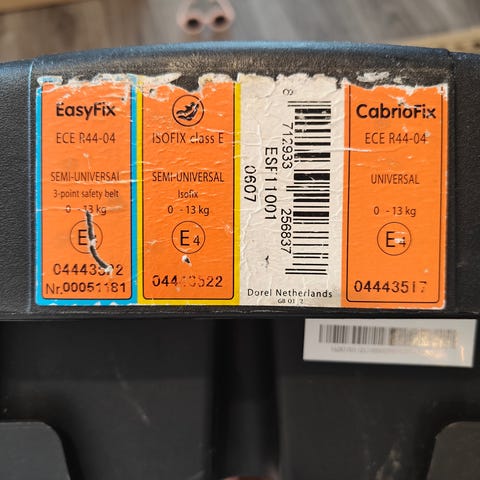 EasyFix
ECE R44-04
SEMI-UNIVERSAL
3-point safety belt
0 - 13 kg
E
Nr.00051181
ISOFIX class E
SEMI-UNIVERSAL
Isofix
0 - 13 kg
E4
712933 256837
ESF11001
0607
Dorel Netherlands
CabrioFix
ECE R44-04
UNIVERSAL
0 - 13 kg
E4
04443517